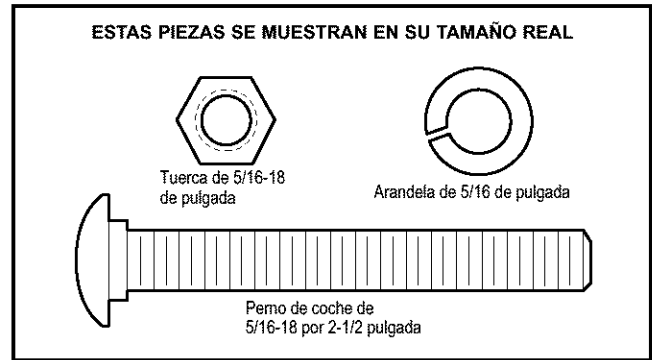 ESTAS PIEZAS SE MUESTRAN EN SU TAMAÑO REAL
Tuerca de 5/16-18
de pulgada
Arandela de 5/16 de pulgada
Perno de coche de
5/16-18 por 2-1/2 pulgada